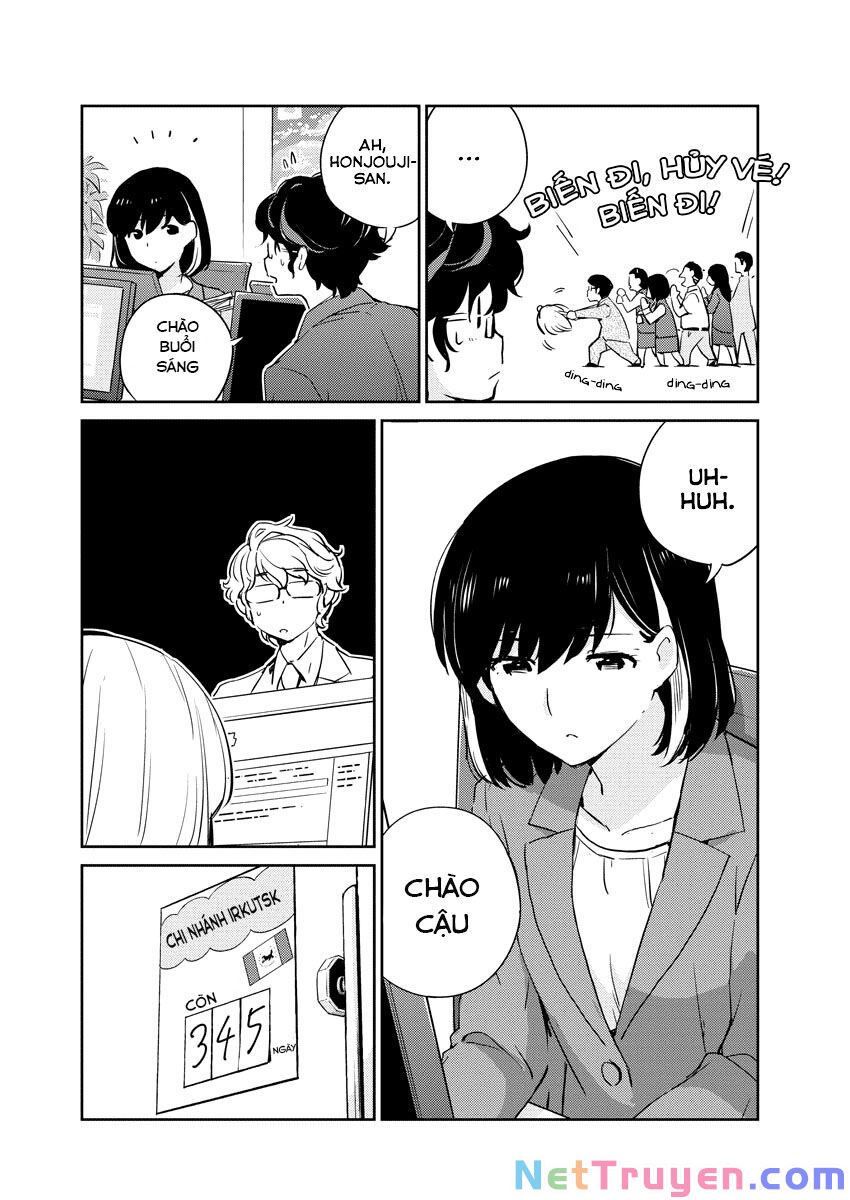 AH,
HONJOUJI-
SAN.
CHÀO
BUỔI
SÁNG
...
BIẾN ĐI, HỦY VÉ!
BIẾN ĐI!
ding-ding
ding-ding
UH-
HUH.
CHÀO
CẬU
CHI NHÁNH IRKUTSK
CÒN
345
NGÀY
NetTruyen.com